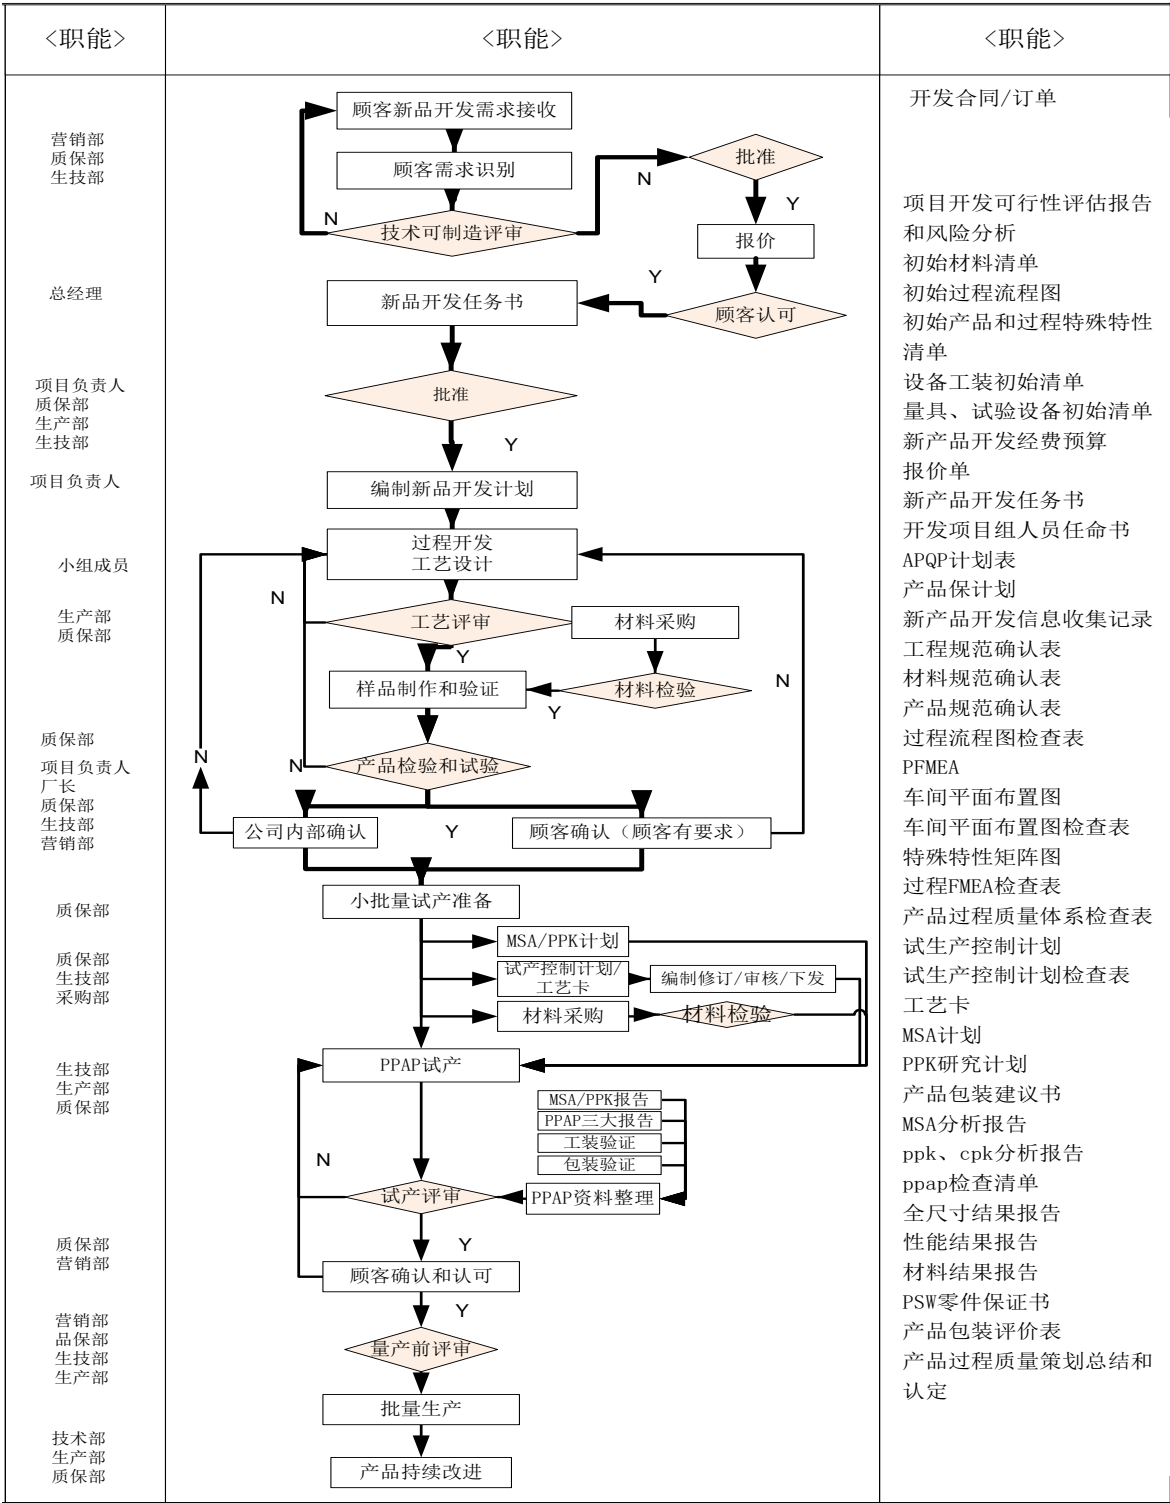 <职能>
<职能>
<职能>
营销部
质保部
生技部
总经理
项目负责人
质保部
生产部
生技部
项目负责人
小组成员
生产部
质保部
质保部
项目负责人
厂长
质保部
生技部
营销部
质保部
质保部
生技部
采购部
生技部
生产部
质保部
质保部
营销部
营销部
品保部
生技部
生产部
技术部
生产部
质保部
顾客新品开发需求接收
顾客需求识别
N
技术可制造评审
N
批准
Y
报价
Y
顾客认可
新品开发任务书
批准
Y
编制新品开发计划
过程开发
工艺设计
N
工艺评审
材料采购
Y
样品制作和验证
材料检验
N
Y
N
N
产品检验和试验
公司内部确认
Y
顾客确认（顾客有要求）
小批量试产准备
MSA/PPK计划
试产控制计划/
工艺卡
编制修订/审核/下发
材料采购
材料检验
PPAP试产
MSA/PPK报告
PPAP三大报告
工装验证
包装验证
N
试产评审
PPAP资料整理
Y
顾客确认和认可
Y
量产前评审
批量生产
产品持续改进
开发合同/订单
项目开发可行性评估报告
和风险分析
初始材料清单
初始过程流程图
初始产品和过程特殊特性
清单
设备工装初始清单
量具、试验设备初始清单
新产品开发经费预算
报价单
新产品开发任务书
开发项目组人员任命书
APQP计划表
产品保计划
新产品开发信息收集记录
工程规范确认表
材料规范确认表
产品规范确认表
过程流程图检查表
PFMEA
车间平面布置图
车间平面布置图检查表
特殊特性矩阵图
过程FMEA检查表
产品过程质量体系检查表
试生产控制计划
试生产控制计划检查表
工艺卡
MSA计划
PPK研究计划
产品包装建议书
MSA分析报告
ppk、cpk分析报告
ppap检查清单
全尺寸结果报告
性能结果报告
材料结果报告
PSW零件保证书
产品包装评价表
产品过程质量策划总结和
认定